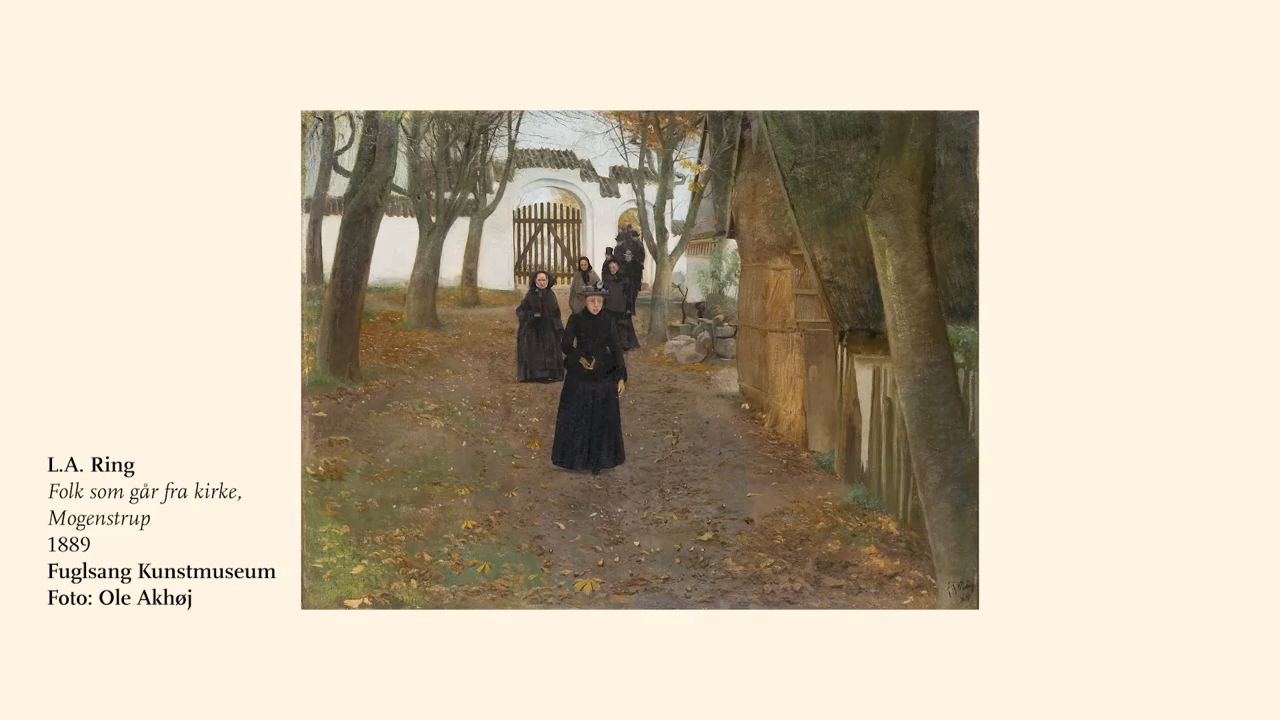 L.A. Ring
Folk som går fra kirke,
Mogenstrup
1889
Fuglsang Kunstmuseum
Foto: Ole Akhøj